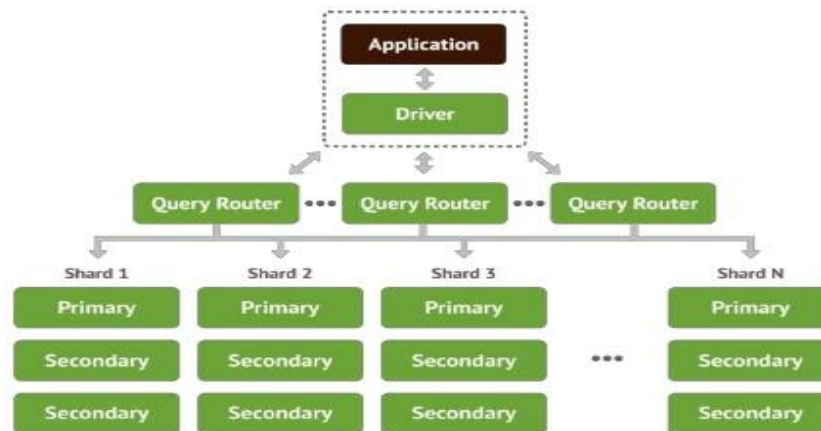 Application
Driver
Query Router ••• Query Router ••• Query Router
Shard 1 Shard 2 Shard 3 Shard N
Primary Primary Primary Primary
Secondary Secondary Secondary ••• Secondary
Secondary Secondary Secondary Secondary